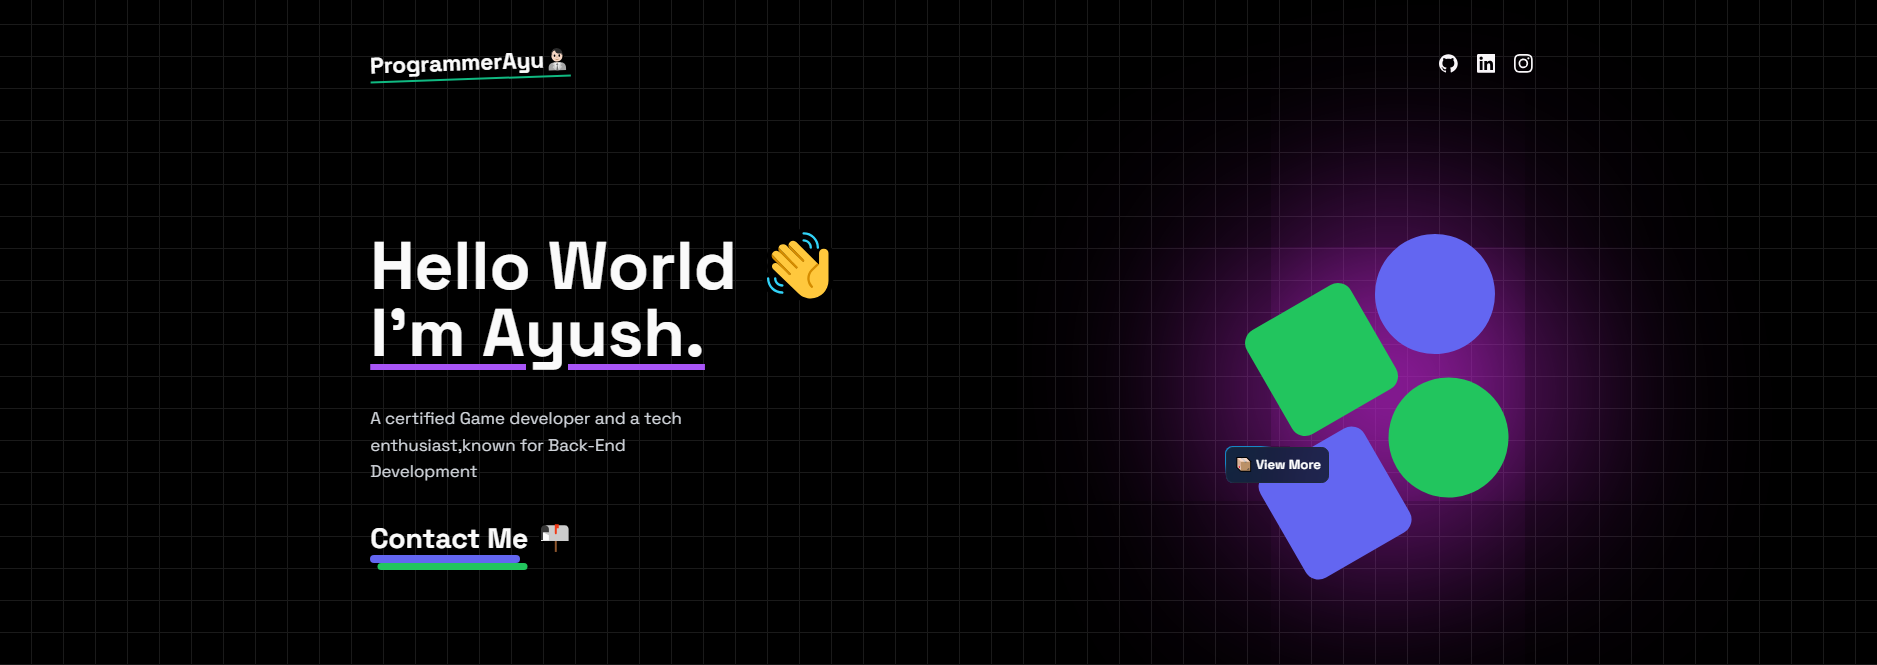 ProgrammerAyu
Hello World
I'm Ayush.
A certified Game developer and a tech
enthusiast,known for Back-End
Development
View More
Contact Me